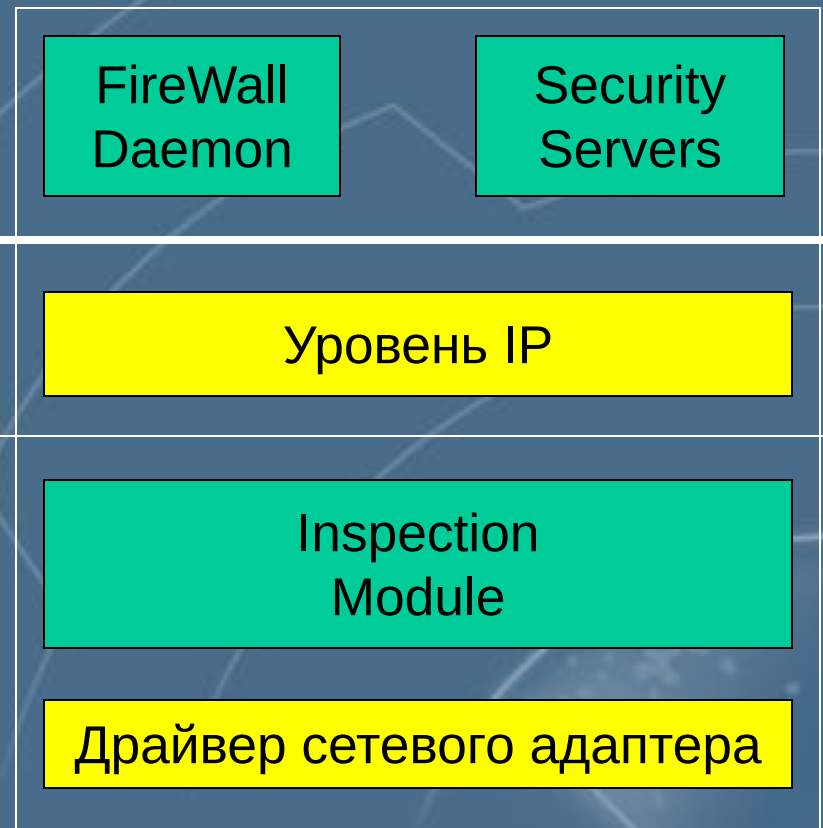 FireWall
Daemon
Security
Servers
Уровень IP
Inspection
Module
Драйвер сетевого адаптера